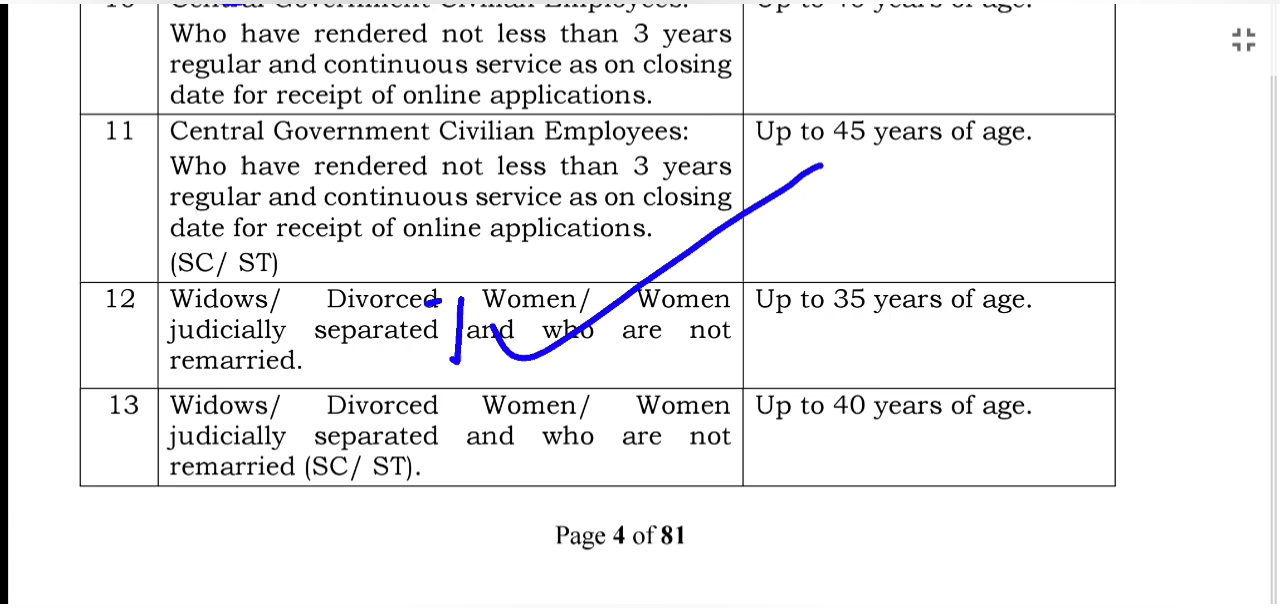 Who have rendered not less than 3 years
regular and continuous service as on closing
date for receipt of online applications.
11 Central Government Civilian Employees: Up to 45 years of age.
Who have rendered not less than 3 years
regular and continuous service as on closing
date for receipt of online applications.
(SC/ ST)
12 Widows/ Divorced Women/ Women Up to 35 years of age.
judicially separated and who are not
remarried.
13 Widows/ Divorced Women/ Women Up to 40 years of age.
judicially separated and who are not
remarried (SC/ ST).
Page 4 of 81